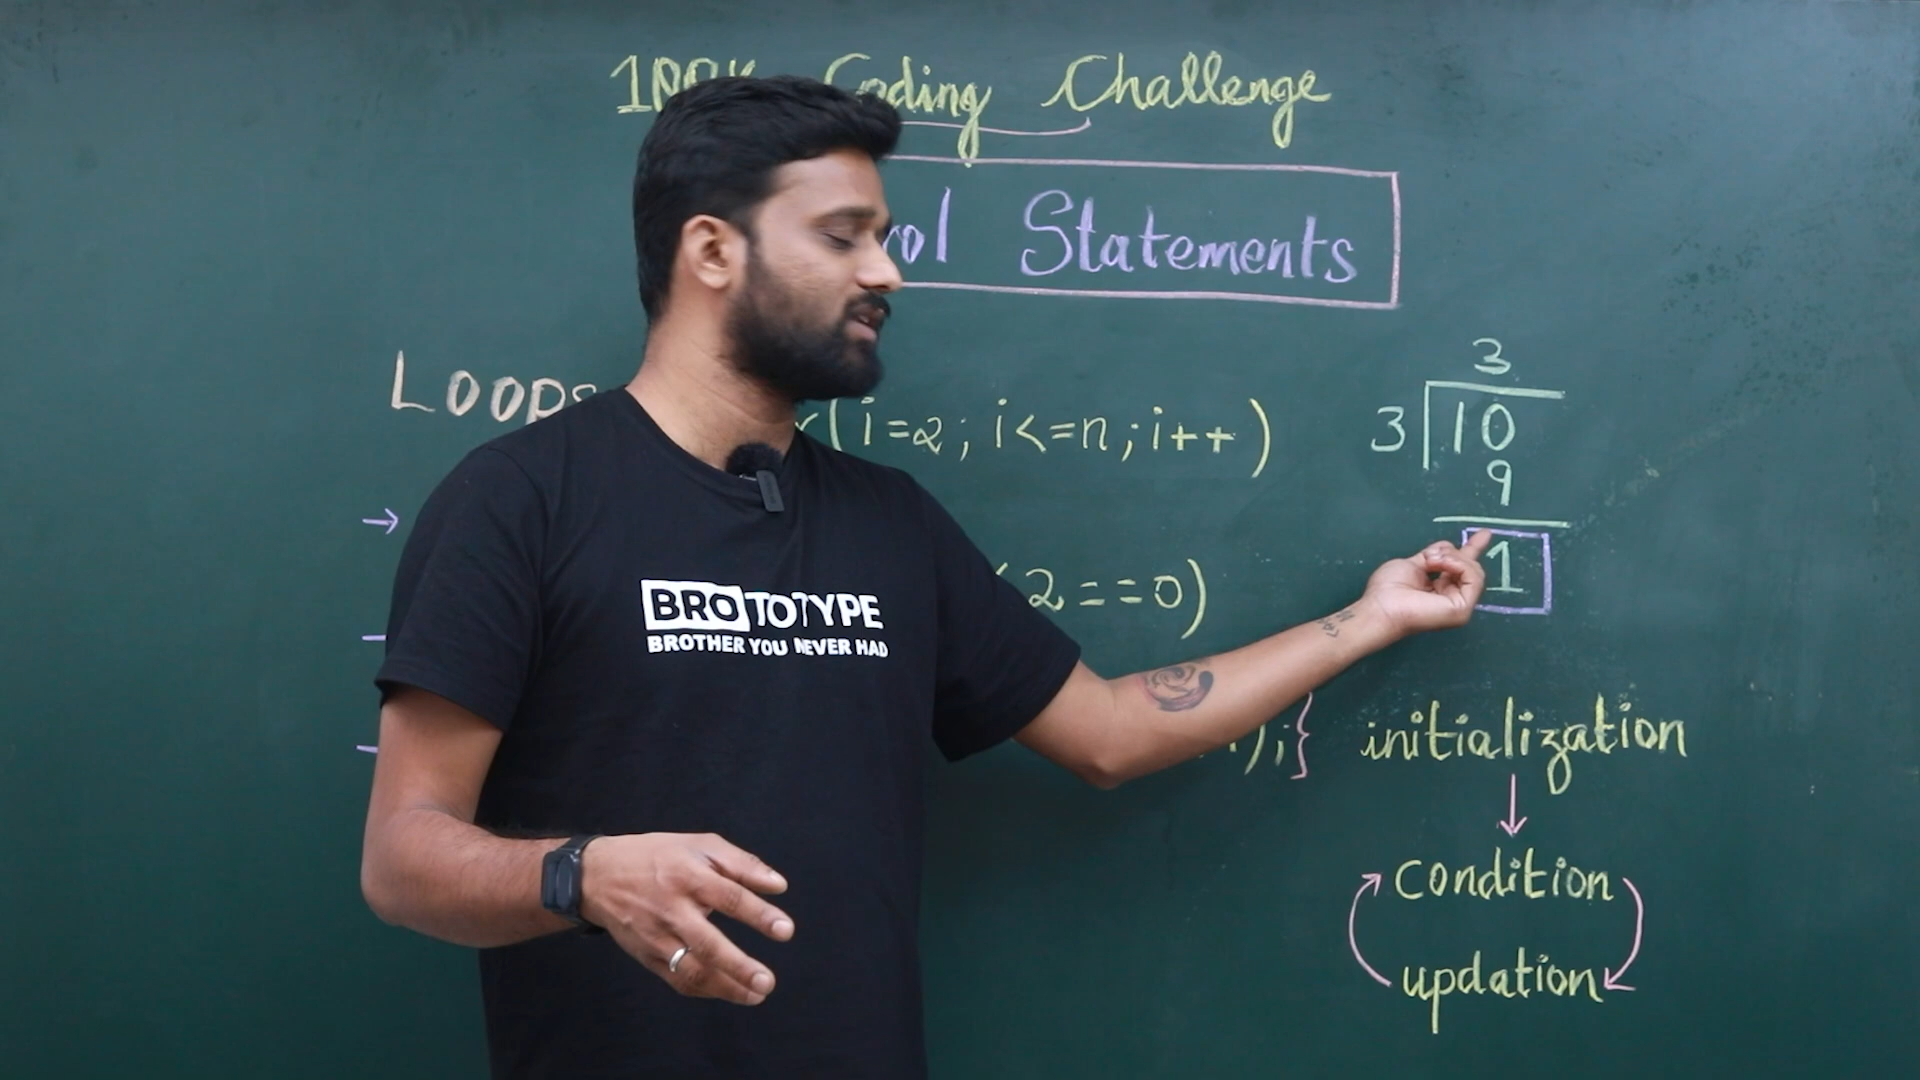 Coding Challenge
Statements
Loops
3
(i=2; i<=n; i++)
3 10
9
2==0)
1
BROTOTYPE
BROTHER YOU NEVER HAD
);}
initialization
condition
updation